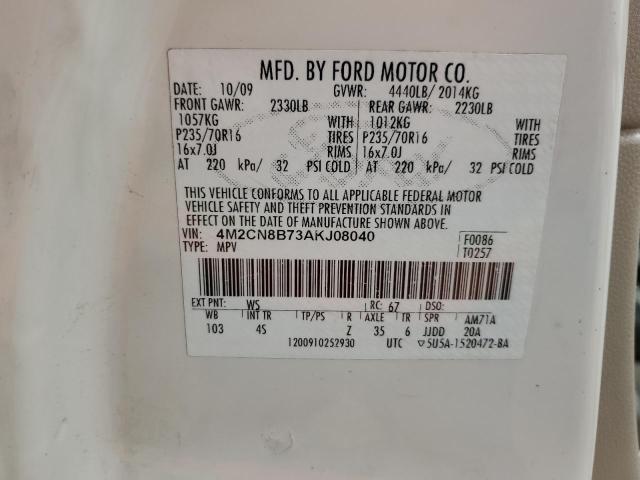 MFD. BY FORD MOTOR CO.
DATE: 10/09 GVWR: 4440LB/ 2014KG
FRONT GAWR: 2330LB REAR GAWR: 2230LB
1057KG WITH 1012KG WITH
P235/70R16 TIRES P235/70R16 TIRES
16x7.0J RIMS 16x7.0J RIMS
AT 220 kPa/ 32 PSI COLD AT 220 kPa/ 32 PSI COLD
THIS VEHICLE CONFORMS TO ALL APPLICABLE FEDERAL MOTOR
VEHICLE SAFETY AND THEFT PREVENTION STANDARDS IN
EFFECT ON THE DATE OF MANUFACTURE SHOWN ABOVE.
VIN: 4M2CN8B73AKJ08040 F0086
TYPE: MPV T0257
EXT PNT: WS RC: 67 DSO:
WB INT TR TP/PS R AXLE TR SPR AM71A
103 4S Z 35 6 JJDD 20A
1200910252930 UTC ▽5U5A-1520472-BA